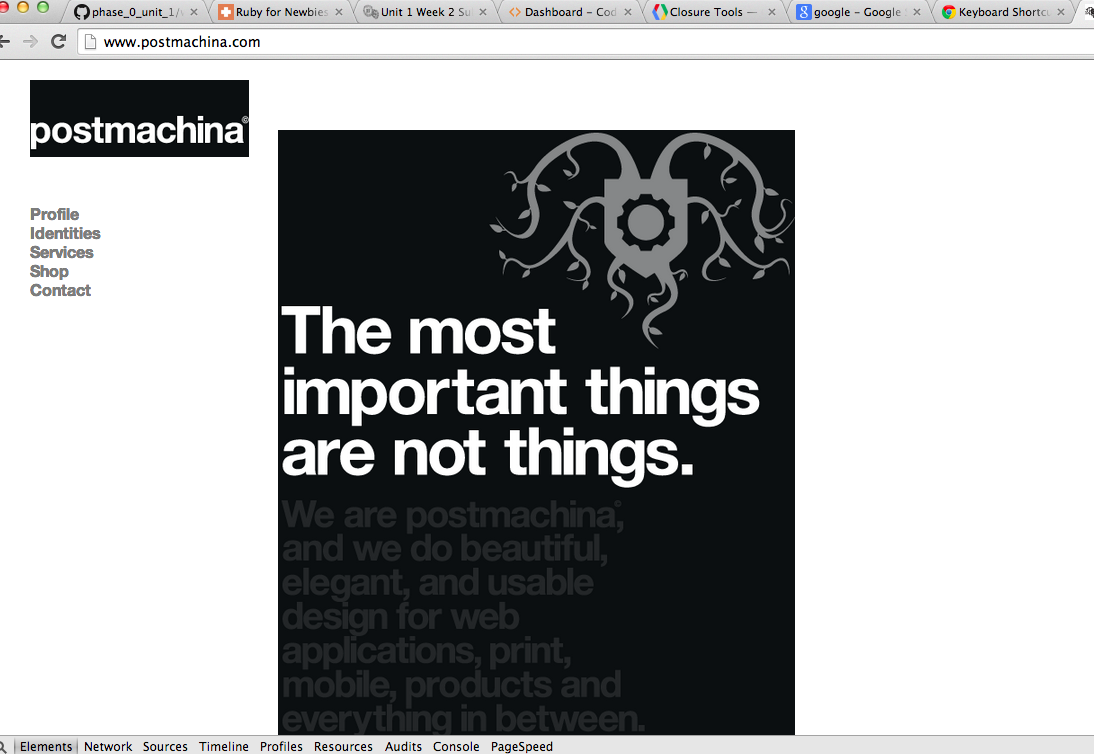 phase_0_unit_1/ Ruby for Newbies Unit 1 Week 2 Su Dashboard – Cod Closure Tools — google – Google Keyboard Shortcu
www.postmachina.com
postmachina©
Profile
Identities
Services
Shop
Contact
The most
important things
are not things.
We are postmachina©,
and we do beautiful,
elegant, and usable
design for web
applications, print,
mobile, products and
everything in between.
Elements Network Sources Timeline Profiles Resources Audits Console PageSpeed